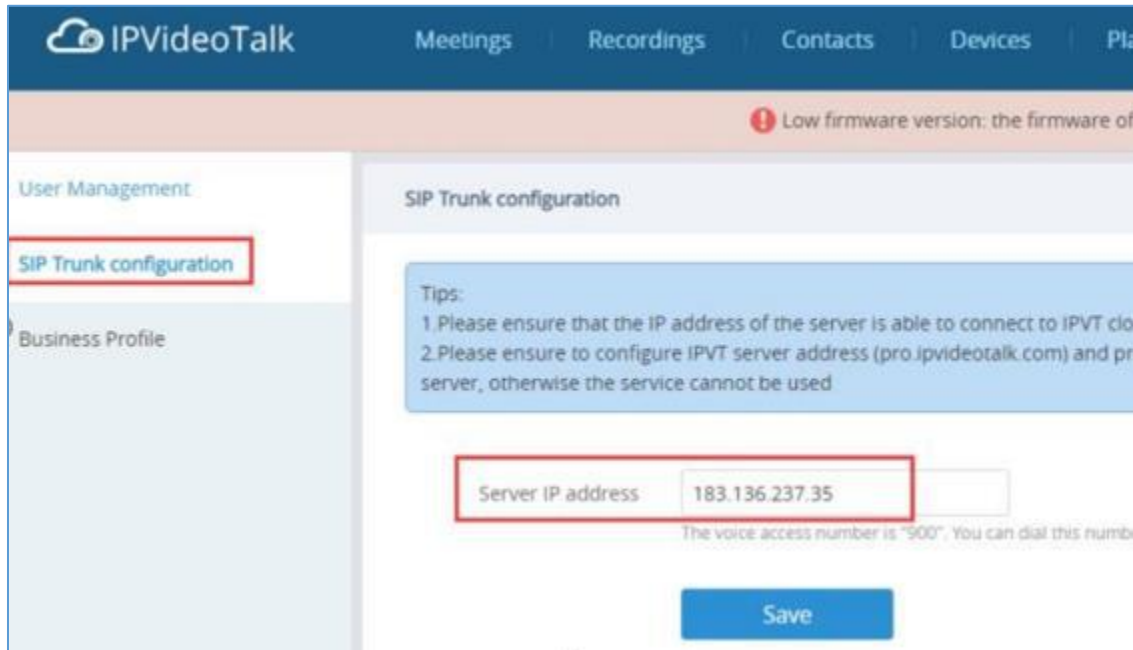 IPVideoTalk Meetings Recordings Contacts Devices
Low firmware version: the firmware of
User Management
SIP Trunk configuration
SIP Trunk configuration
Business Profile
Tips:
1.Please ensure that the IP address of the server is able to connect to IPVT
2.Please ensure to configure IPVT server address (pro.ipvideotalk.com) and
server, otherwise the service cannot be used
Server IP address 183.136.237.35
The voice access number is "900". You can dial this
Save